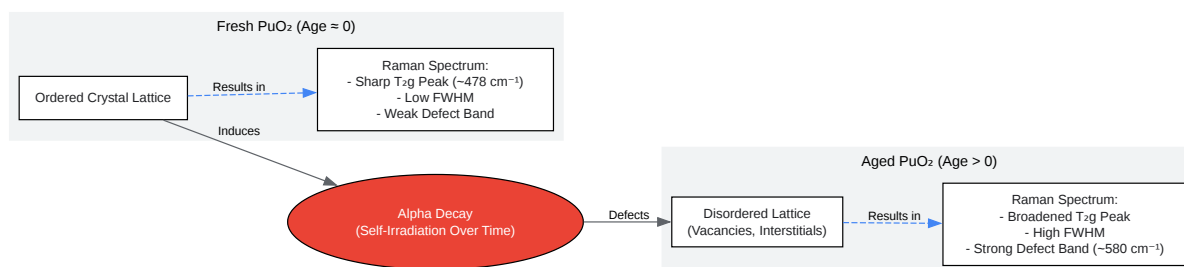 Fresh PuO₂ (Age ≈ 0)
Ordered Crystal Lattice
Results in
Raman Spectrum:
- Sharp T₂g Peak (~478 cm⁻¹)
- Low FWHM
- Weak Defect Band
Induces
Alpha Decay
(Self-Irradiation Over Time)
Defects
Aged PuO₂ (Age > 0)
Disordered Lattice
(Vacancies, Interstitials)
Results in
Raman Spectrum:
- Broadened T₂g Peak
- High FWHM
- Strong Defect Band (~580 cm⁻¹)